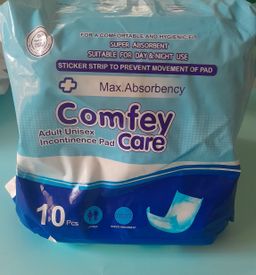 FOR A COMFORTABLE AND HYGIENIC FIT
SUPER ABSORBENT
SUITABLE FOR DAY & NIGHT USE
STICKER STRIP TO PREVENT MOVEMENT OF PAD
Max.Absorbency
Comfey
Care
Adult Unisex
Incontinence Pad
10 Pcs